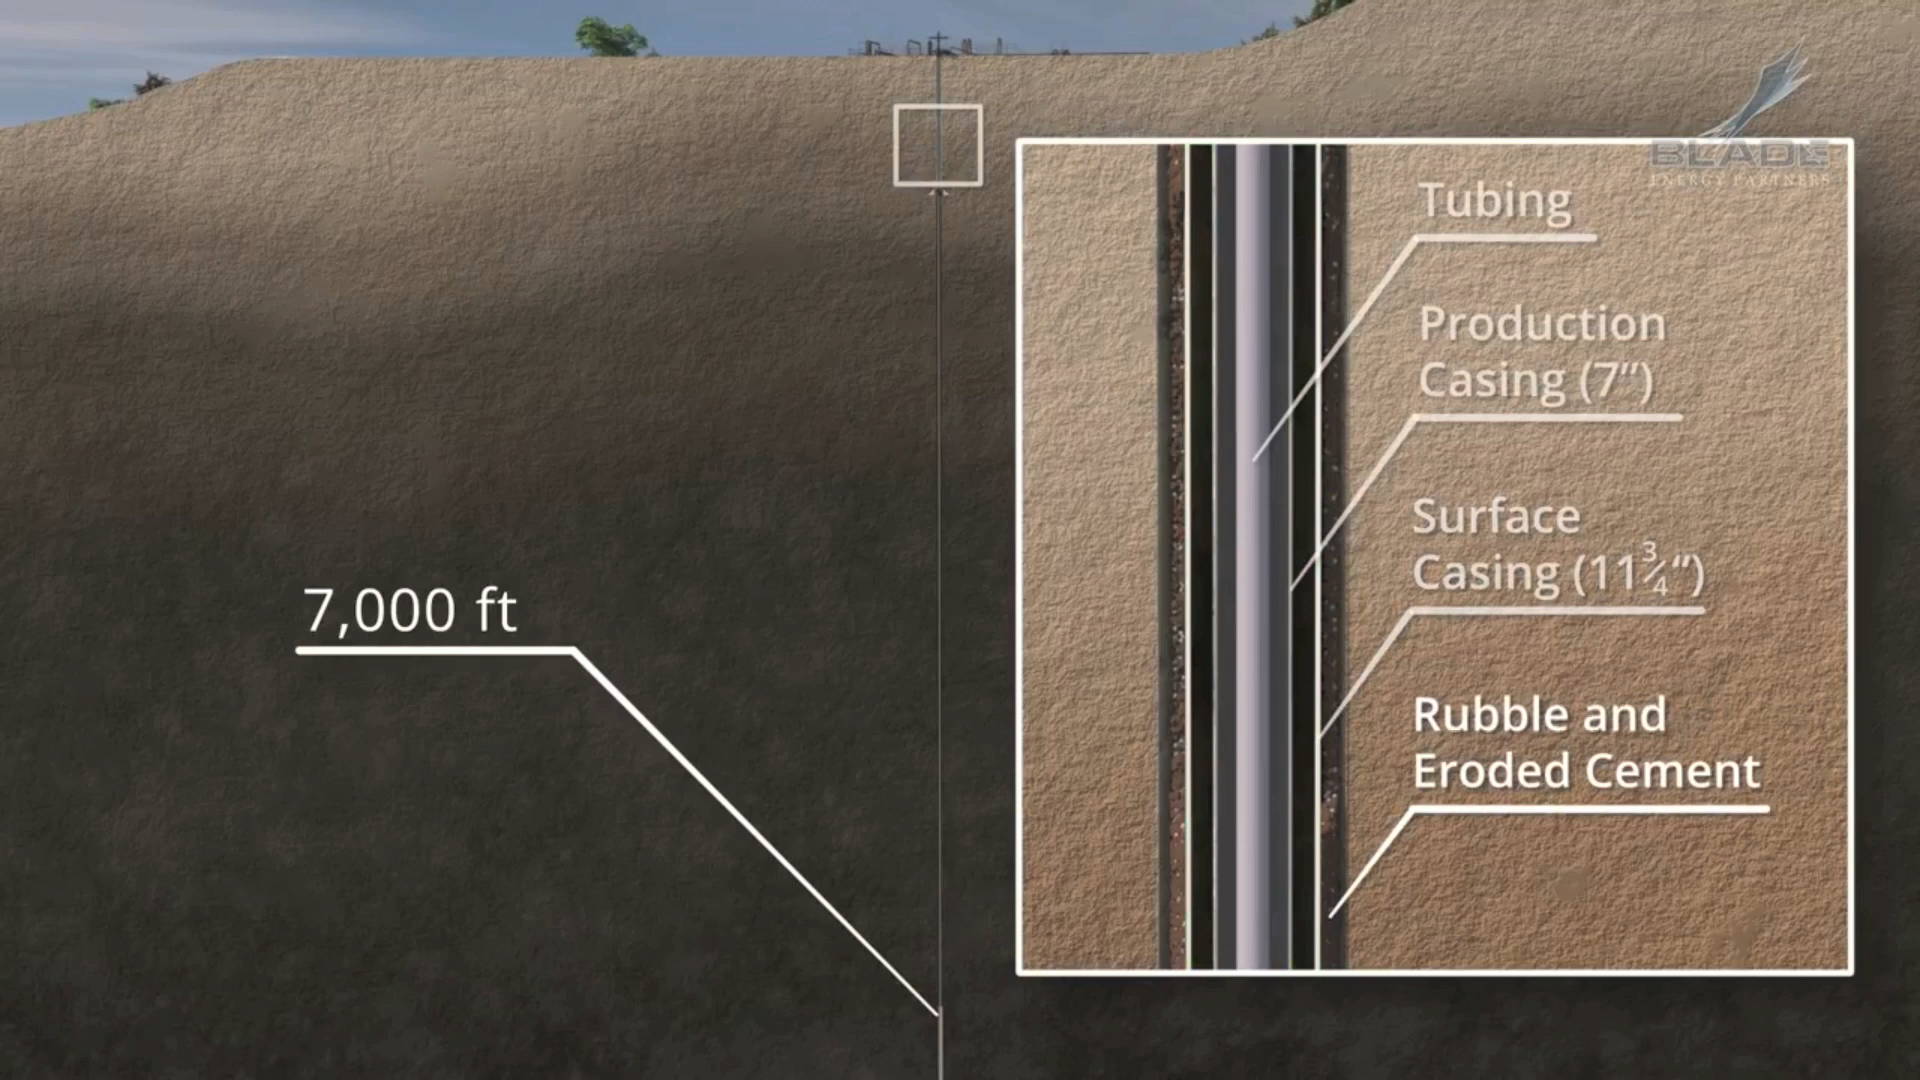 BLADE
ENERGY PARTNERS
Tubing
Production
Casing (7”)
Surface
Casing (11¾“)
7,000 ft
Rubble and
Eroded Cement